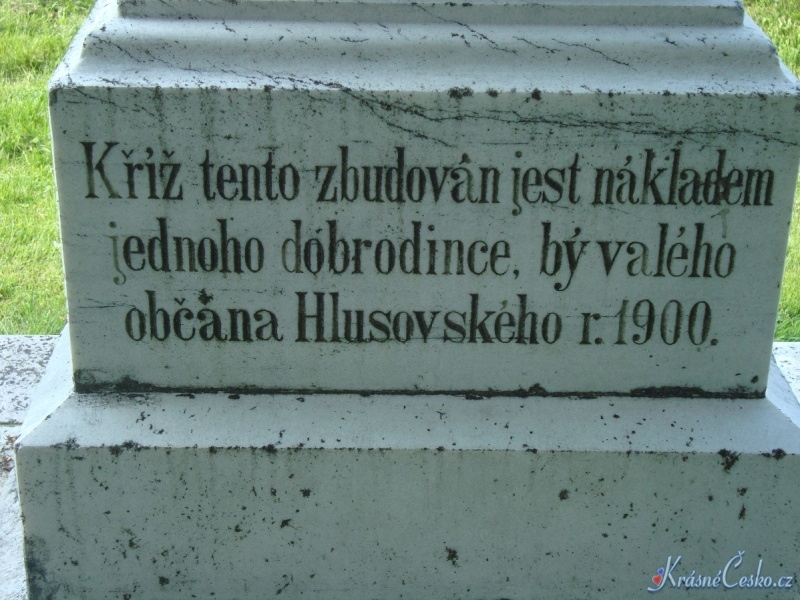 Kříž tento zbudován jest nákladem
jednoho dobrodince, bývalého
občana Hlusovského r. 1900.
KrásnéČesko.cz